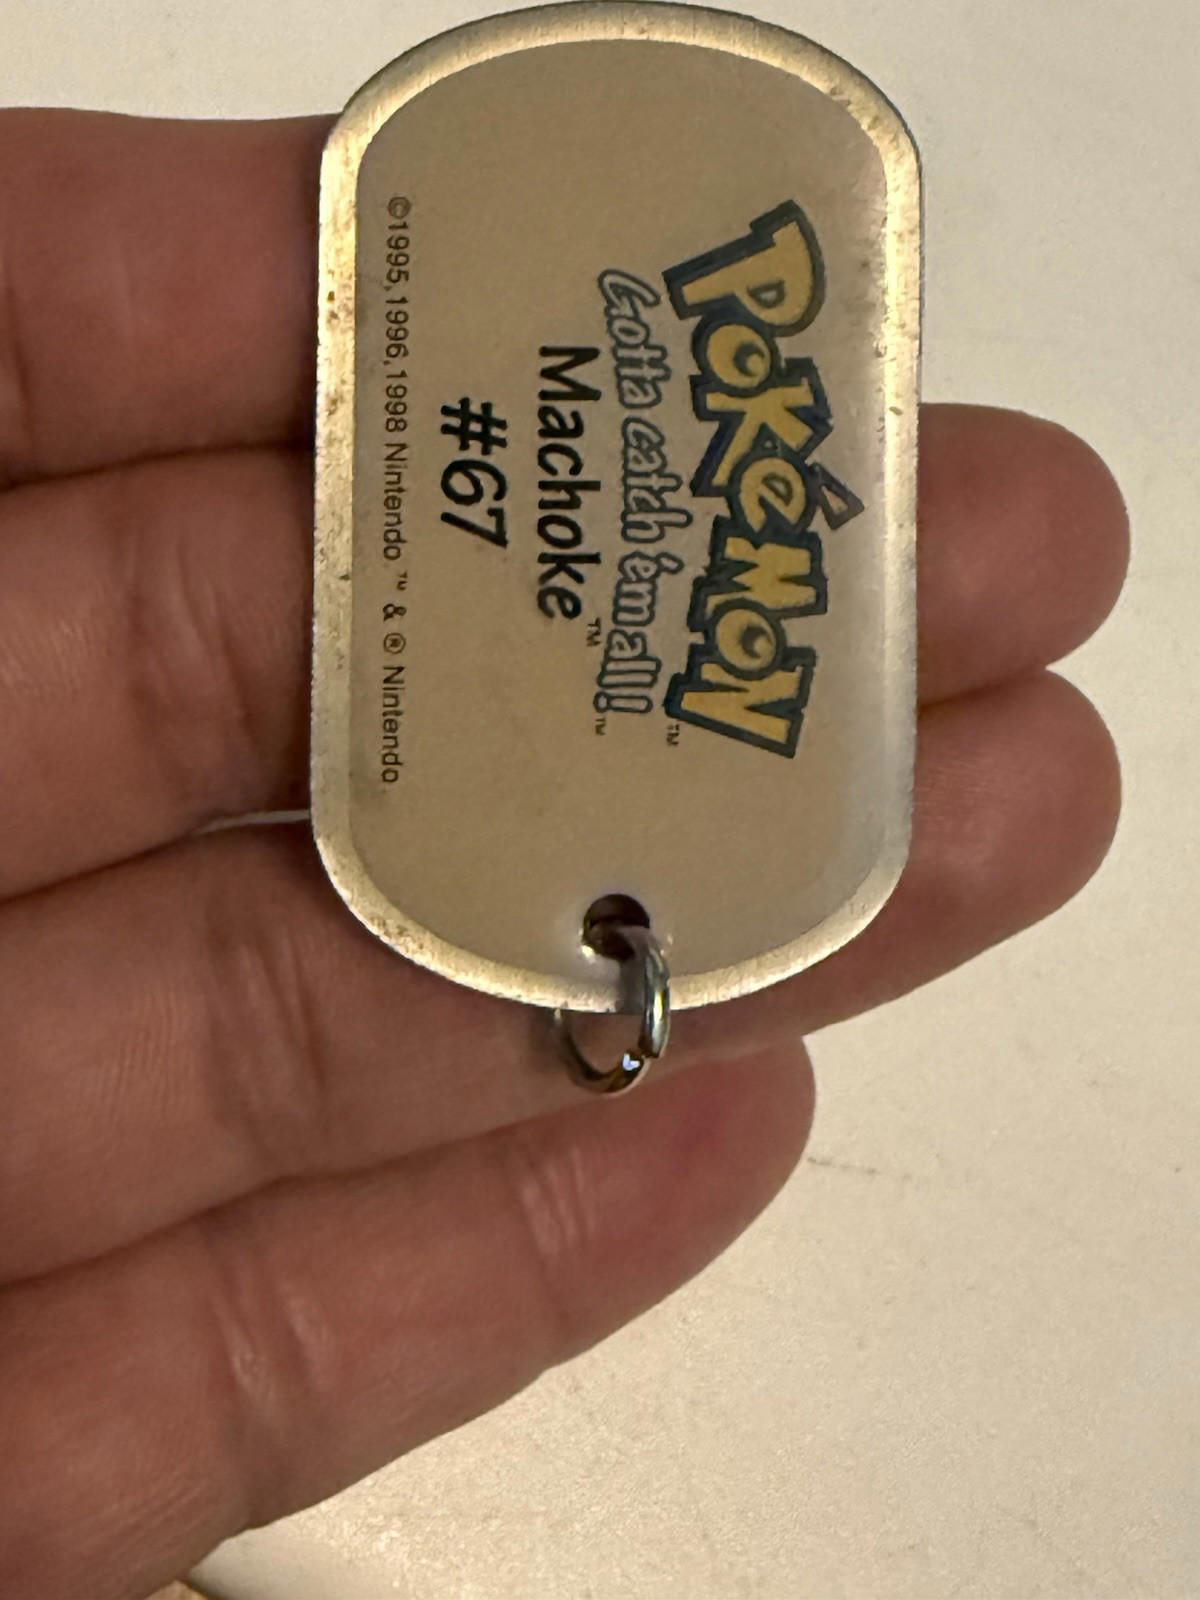 POKéMON™
Gotta catch 'em all!™
Machoke™
#67
©1995,1996,1998 Nintendo.™ & ® Nintendo.